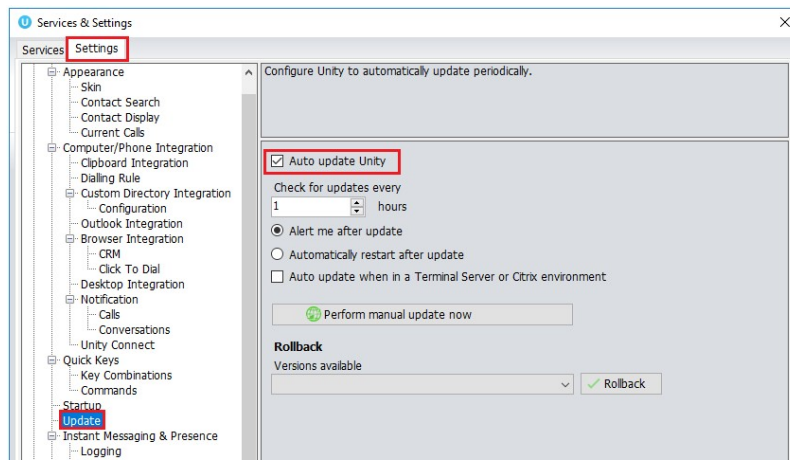 Services & Settings
Services
Settings
Appearance
Skin
Contact Search
Contact Display
Current Calls
Computer/Phone Integration
Clipboard Integration
Dialling Rule
Custom Directory Integration
Configuration
Outlook Integration
Browser Integration
CRM
Click To Dial
Desktop Integration
Notification
Calls
Conversations
Unity Connect
Quick Keys
Key Combinations
Commands
Startup
Update
Instant Messaging & Presence
Logging
Configure Unity to automatically update periodically.
Auto update Unity
Check for updates every
1 hours
Alert me after update
Automatically restart after update
Auto update when in a Terminal Server or Citrix environment
Perform manual update now
Rollback
Versions available
Rollback